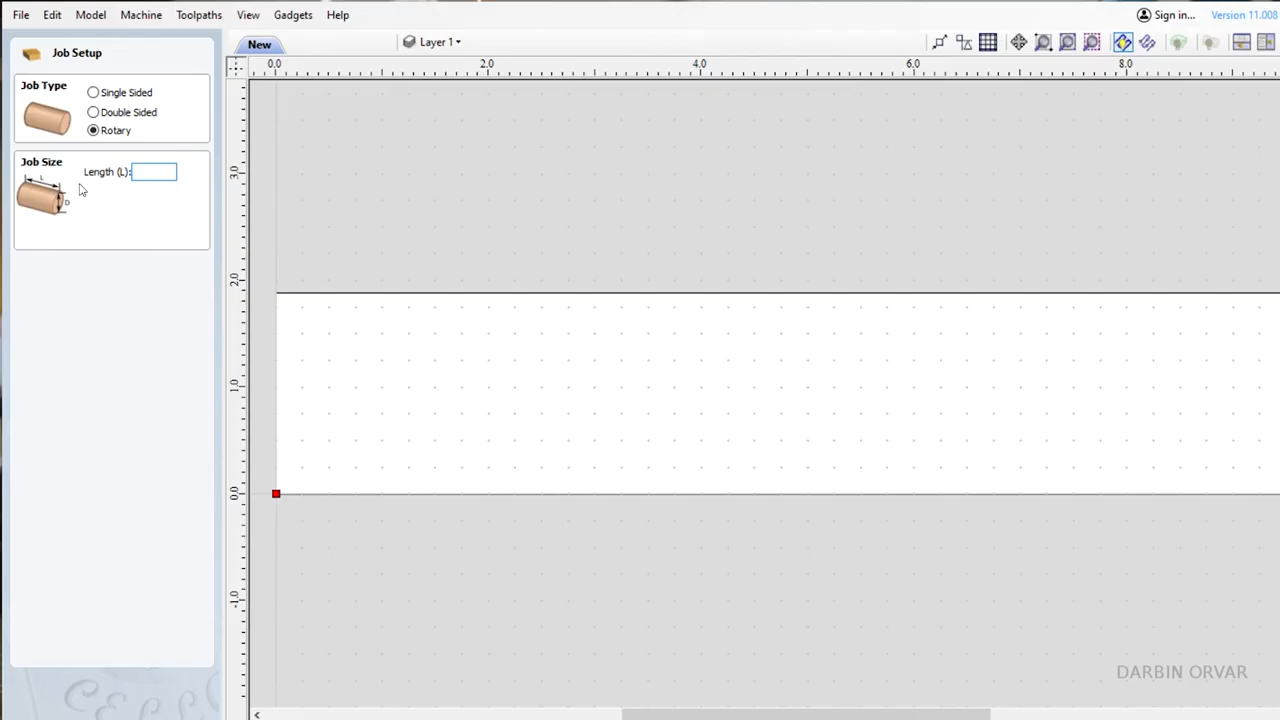 File Edit Model Machine Toolpaths View Gadgets Help Sign in... Version 11.008
Job Setup
New
Layer 1
0.0 2.0 4.0 6.0 8.0
Job Type
Single Sided
Double Sided
Rotary
Job Size
Length (L):
L
D
3.0
2.0
1.0
0.0
-1.0
DARBIN ORVAR